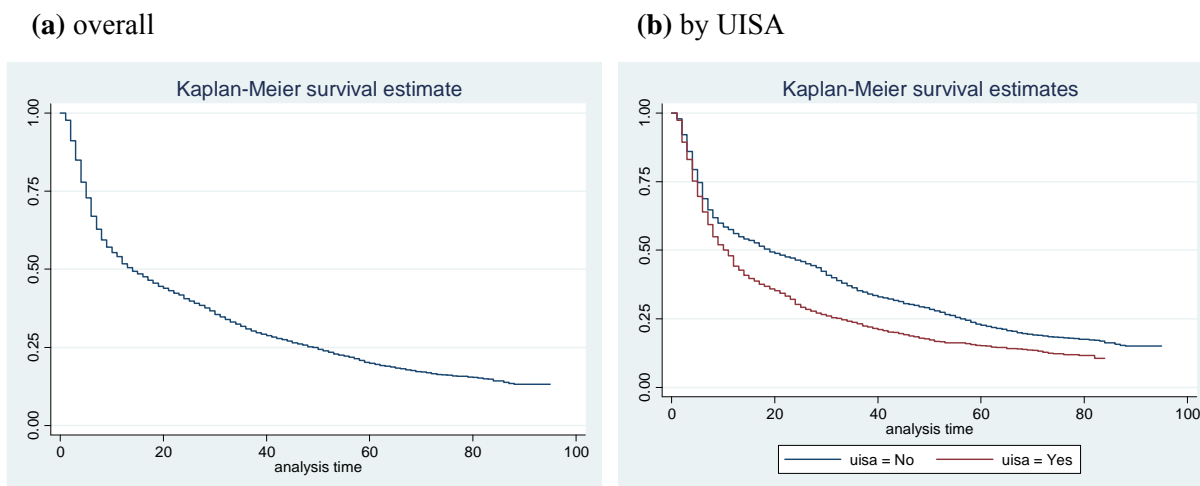 (a) overall
Kaplan-Meier survival estimate
1.00
0.75
0.50
0.25
0.00
0 20 40 60 80 100
analysis time
(b) by UISA
Kaplan-Meier survival estimates
1.00
0.75
0.50
0.25
0.00
0 20 40 60 80 100
analysis time
uisa = No uisa = Yes